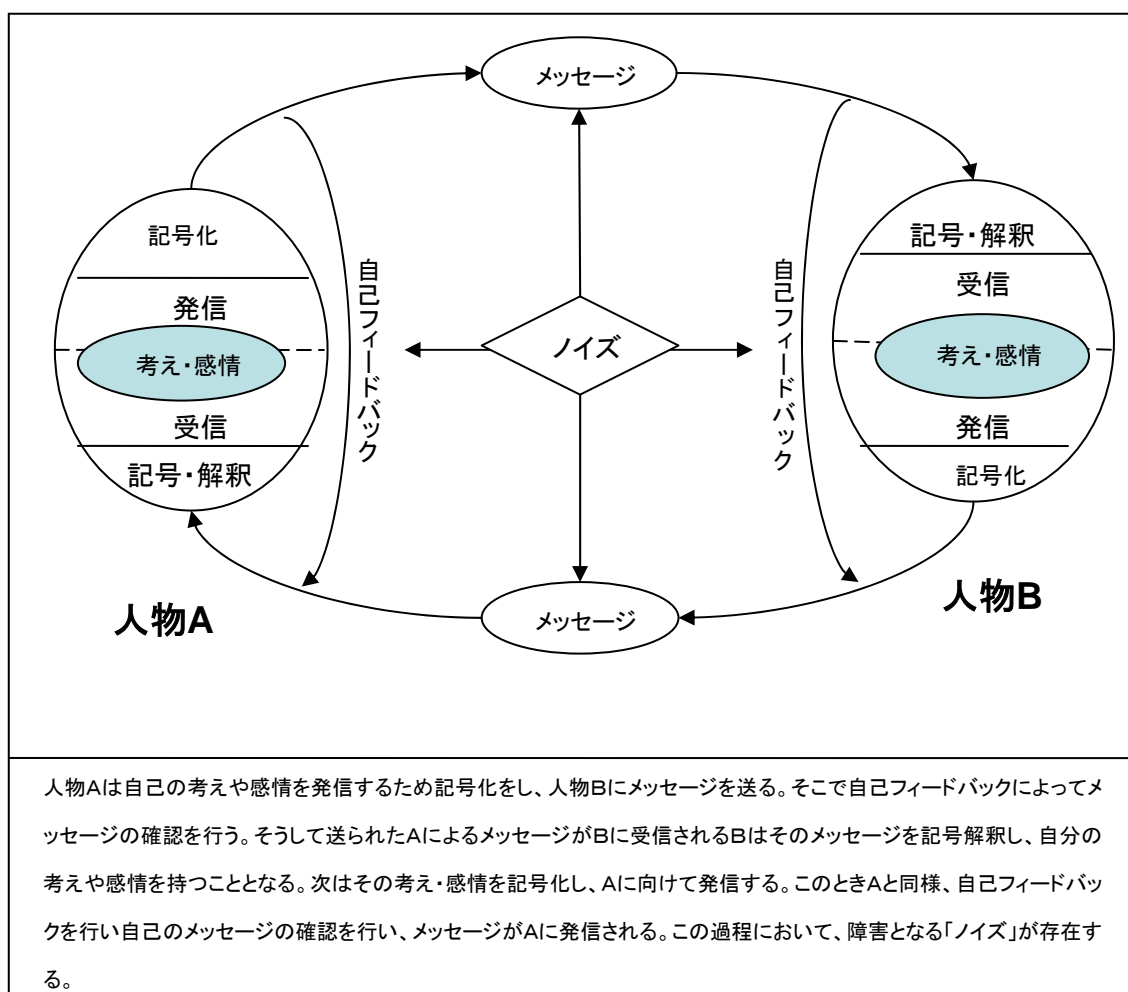 メッセージ
記号化
発信
考え・感情
受信
記号・解釈
自己フィードバック
ノイズ
自己フィードバック
記号・解釈
受信
考え・感情
発信
記号化
人物A
メッセージ
人物B
人物Aは自己の考えや感情を発信するため記号化をし、人物Bにメッセージを送る。そこで自己フィードバックによってメ
ッセージの確認を行う。そうして送られたAによるメッセージがBに受信されるBはそのメッセージを記号解釈し、自分の
考えや感情を持つこととなる。次はその考え・感情を記号化し、Aに向けて発信する。このときAと同様、自己フィードバッ
クを行い自己のメッセージの確認を行い、メッセージがAに発信される。この過程において、障害となる「ノイズ」が存在す
る。